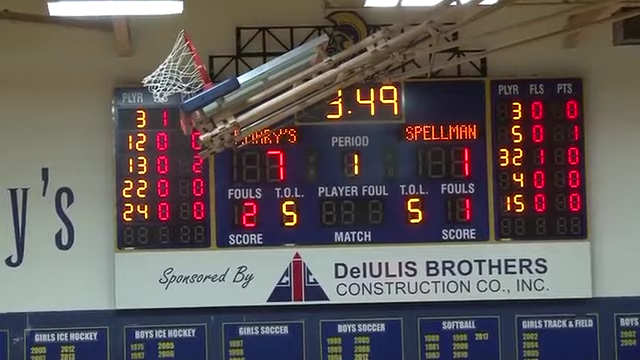 PLYR FLS PTS
3.49
PLYR
3 1
12 0 0
13 0 2
22 0 0
24 0 0
SPELLMAN
PERIOD
7 1 1
FOULS T.O.L. PLAYER FOUL T.O.L. FOULS
2 5 5 1
SCORE MATCH SCORE
3 0 0
5 0 1
32 1 0
4 0 0
15 0 0
y's
Sponsored By DeIULIS BROTHERS
CONSTRUCTION CO., INC.
GIRLS ICE HOCKEY
BOYS ICE HOCKEY
GIRLS SOCCER
BOYS SOCCER
SOFTBALL
GIRLS TRACK & FIELD